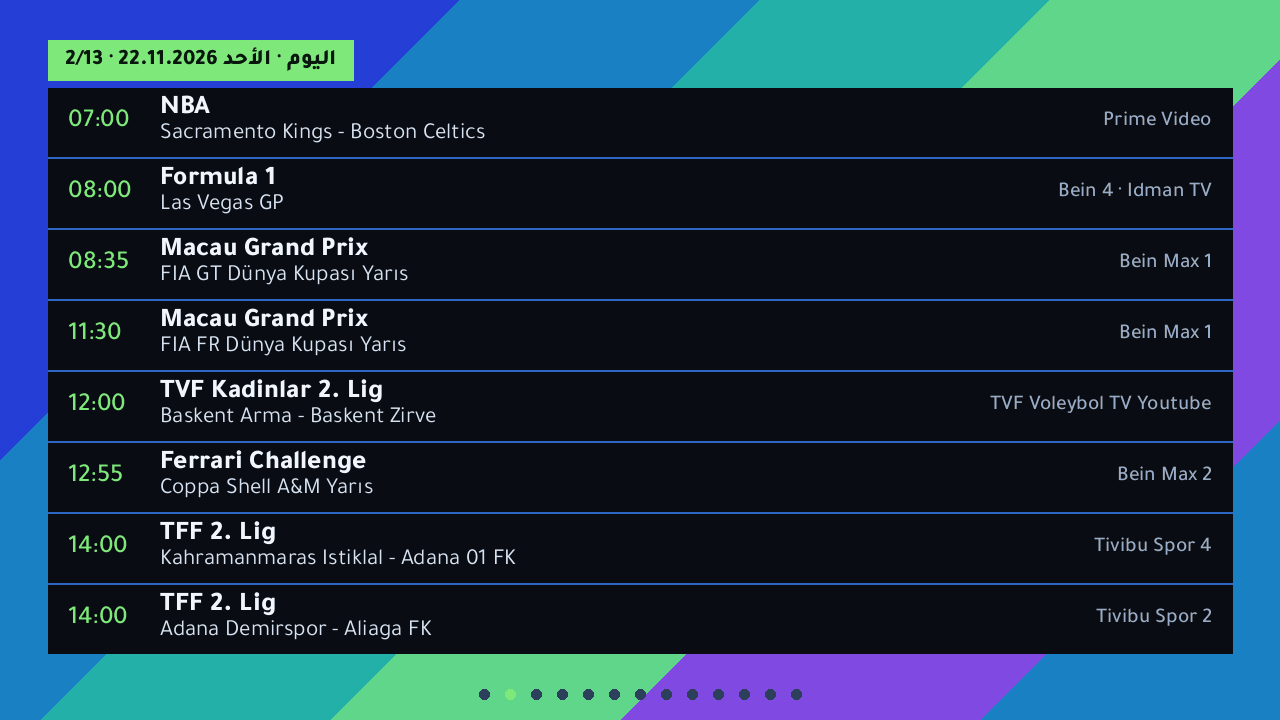 اليوم · الأحد 22.11.2026 · 2/13
07:00
NBA
Sacramento Kings - Boston Celtics
Prime Video
08:00
Formula 1
Las Vegas GP
Bein 4 · Idman TV
08:35
Macau Grand Prix
FIA GT Dünya Kupası Yarıs
Bein Max 1
11:30
Macau Grand Prix
FIA FR Dünya Kupası Yarıs
Bein Max 1
12:00
TVF Kadinlar 2. Lig
Baskent Arma - Baskent Zirve
TVF Voleybol TV Youtube
12:55
Ferrari Challenge
Coppa Shell A&M Yarıs
Bein Max 2
14:00
TFF 2. Lig
Kahramanmaras Istiklal - Adana 01 FK
Tivibu Spor 4
14:00
TFF 2. Lig
Adana Demirspor - Aliaga FK
Tivibu Spor 2